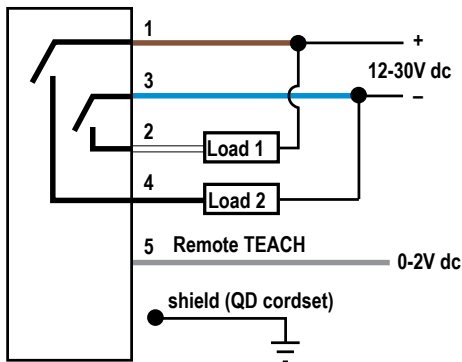 1
+
12-30V dc
3
–
2
Load 1
4
Load 2
5 Remote TEACH
0-2V dc
shield (QD cordset)